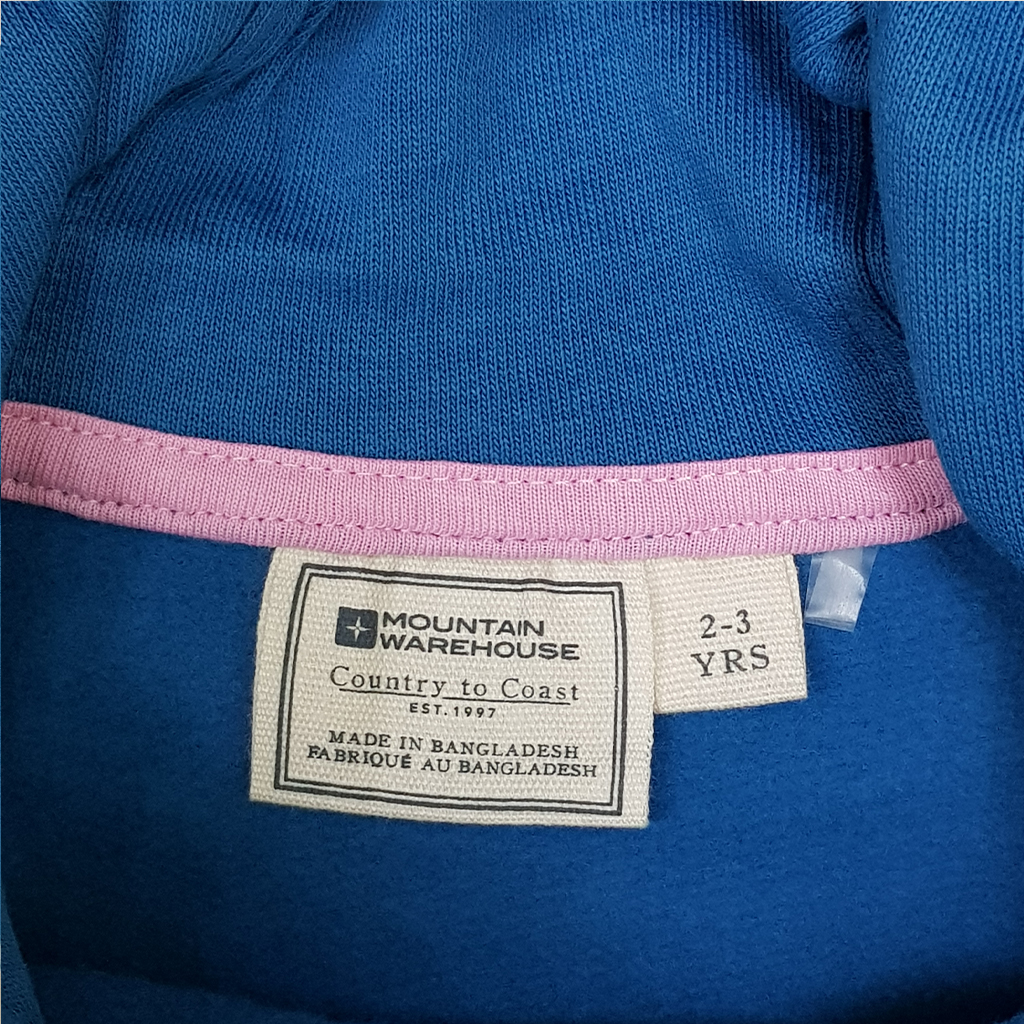 MOUNTAIN
WAREHOUSE
Country to Coast
EST. 1997
MADE IN BANGLADESH
FABRIQUÉ AU BANGLADESH
2-3
YRS